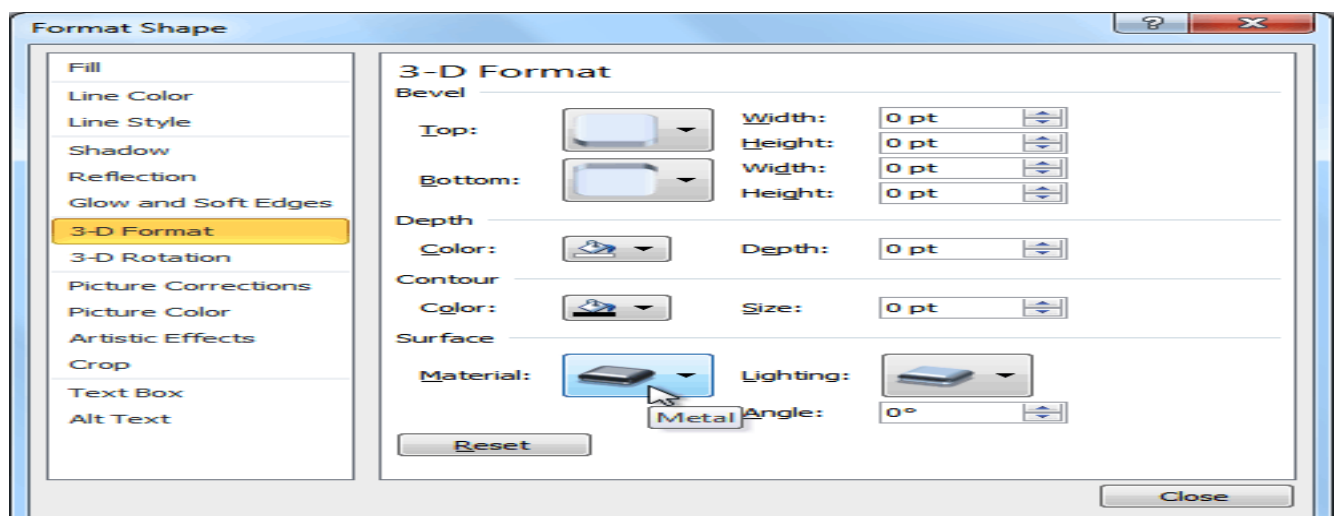 Format Shape
Fill
Line Color
Line Style
Shadow
Reflection
Glow and Soft Edges
3-D Format
3-D Rotation
Picture Corrections
Picture Color
Artistic Effects
Crop
Text Box
Alt Text
3-D Format
Bevel
Top:
Width: 0 pt
Height: 0 pt
Bottom:
Width: 0 pt
Height: 0 pt
Depth
Color: Depth: 0 pt
Contour
Color: Size: 0 pt
Surface
Material: Lighting:
Metal Angle: 0°
Reset
Close